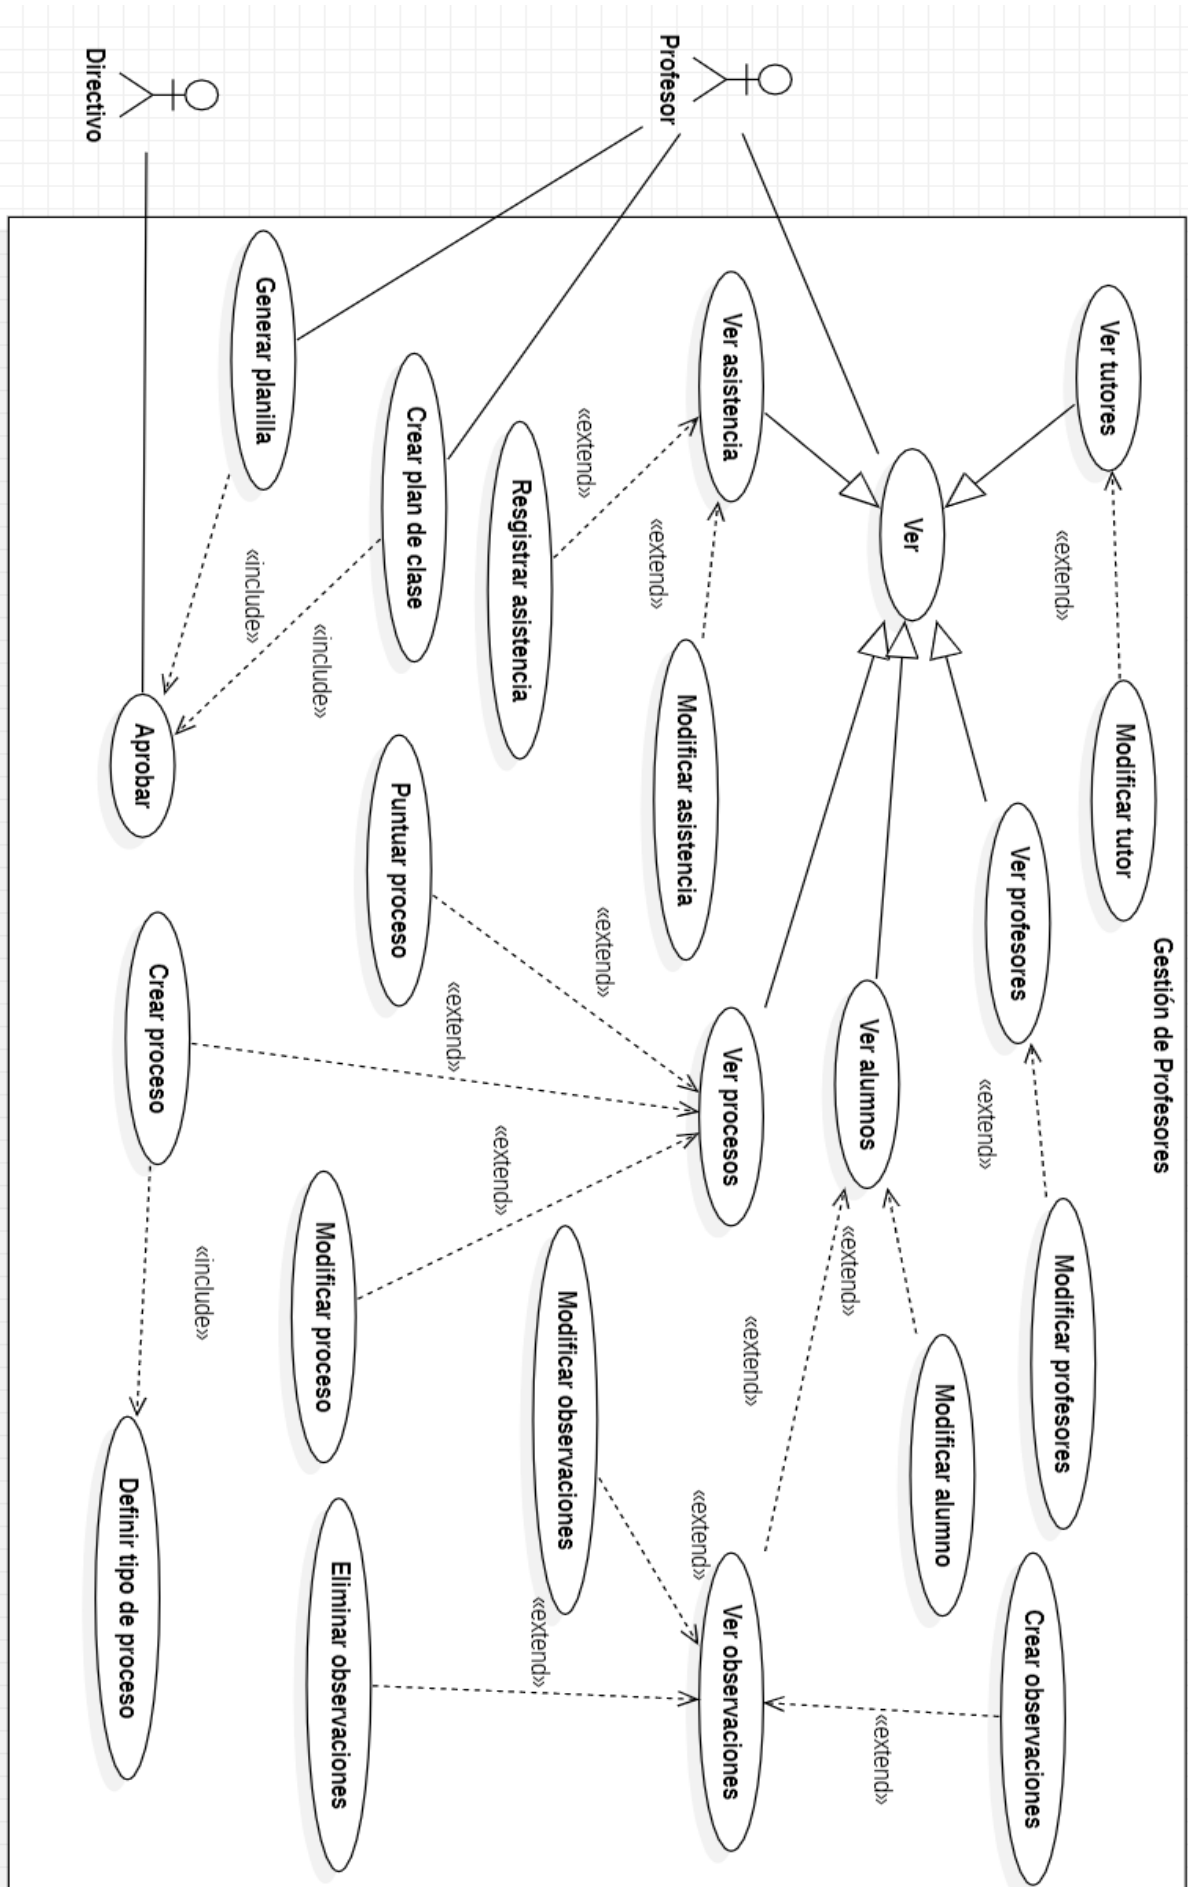 Gestión de Profesores
Ver tutores
«extend»
Modificar tutor
Ver profesores
«extend»
Modificar profesores
Crear observaciones
Profesor
Ver
Ver alumnos
«extend»
Modificar alumno
«extend»
Ver asistencia
«extend»
«extend»
Modificar asistencia
Resgistrar asistencia
Ver procesos
«extend»
«extend»
«extend»
«extend»
Ver observaciones
«extend»
Modificar observaciones
«extend»
Crear plan de clase
Puntuar proceso
Modificar proceso
Eliminar observaciones
Generar planilla
«include»
«include»
Directivo
Aprobar
Crear proceso
«include»
Definir tipo de proceso